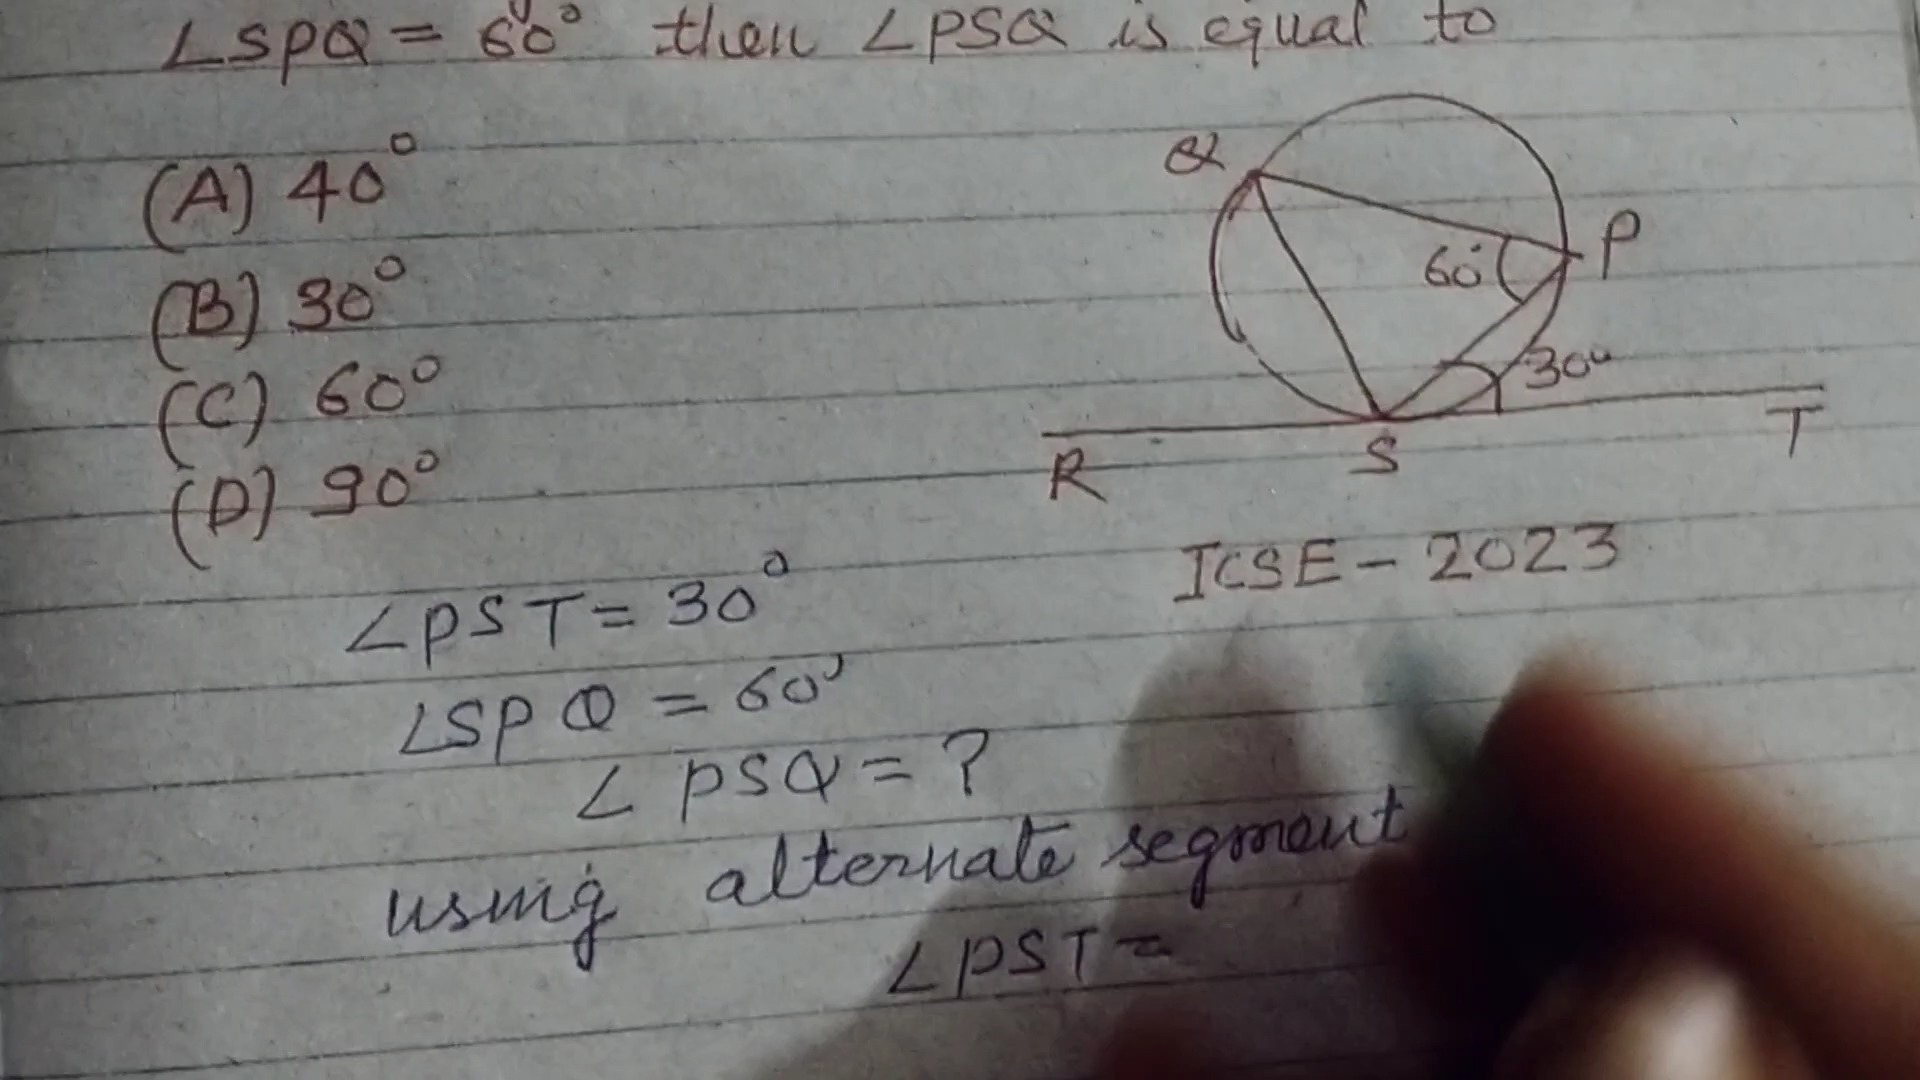 ∠SPQ = 60° then ∠PSQ is equal to
(A) 40°
(B) 30°
(C) 60°
(D) 90°
Q
P
60°
30°
R
S
T
ICSE - 2023
∠PST = 30°
∠SPQ = 60°
∠PSQ = ?
using alternate segment
∠PST =